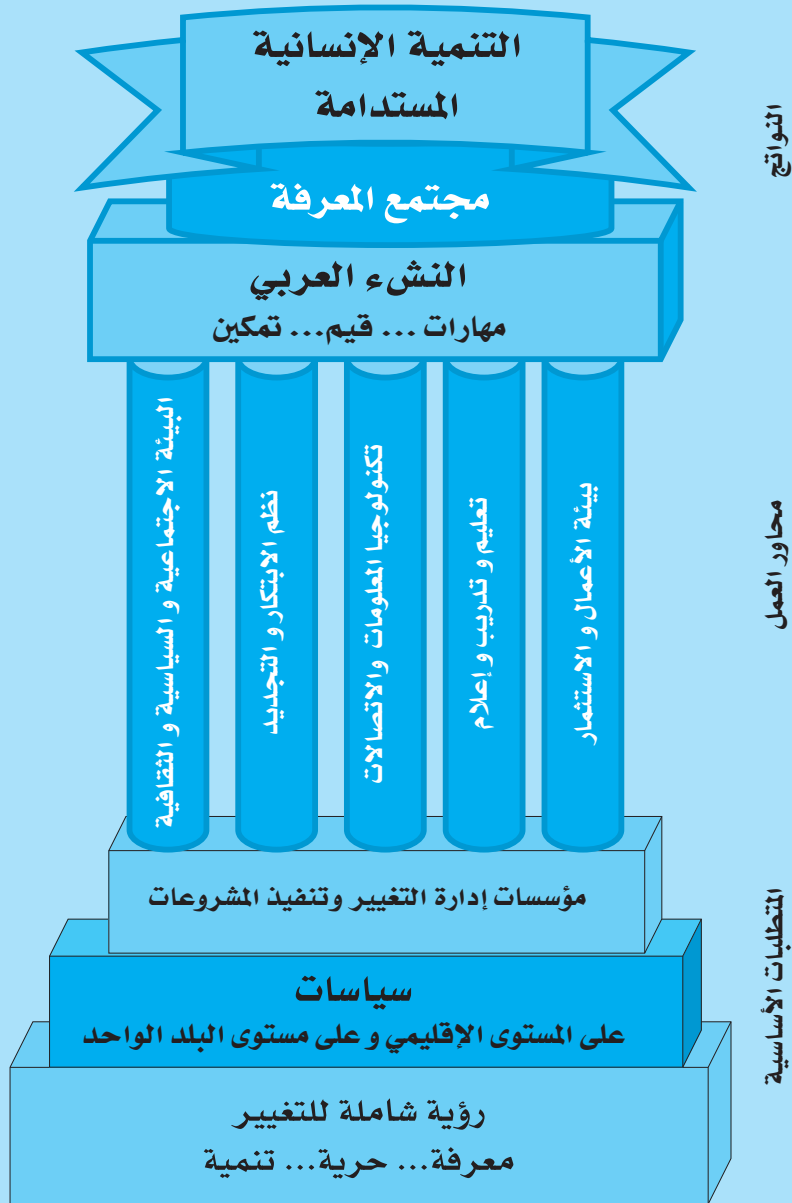 التنمية الإنسانية
المستدامة
مجتمع المعرفة
النشء العربي
مهارات ... قيم... تمكين
النواتج
بيئة الأعمال و الاستثمار
تعليم و تدريب و إعلام
تكنولوجيا المعلومات والاتصالات
نظم الابتكار و التجديد
البيئة الاجتماعية و السياسية و الثقافية
محاور العمل
مؤسسات إدارة التغيير وتنفيذ المشروعات
سياسات
على المستوى الإقليمي و على مستوى البلد الواحد
رؤية شاملة للتغيير
معرفة... حرية... تنمية
المتطلبات الأساسية